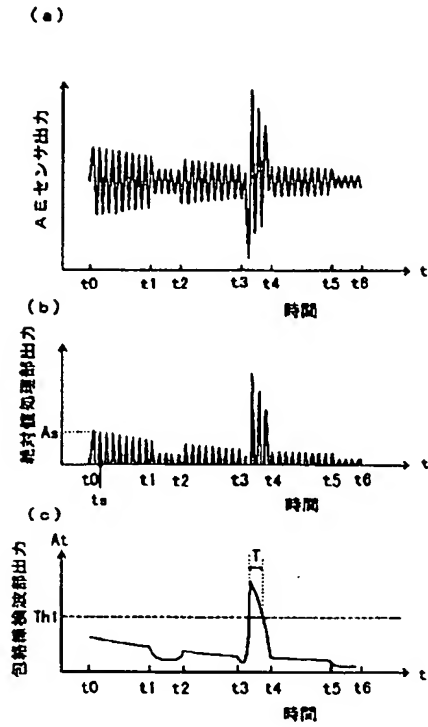 (a)
AEセンサ出力
t
t0 t1 t2 t3 t4 t5 t6
時間
(b)
絶対値処理部出力
As
t
t0 t1 t2 t3 t4 t5 t6
ts
時間
(c)
包絡線検波部出力
At
T
Th1
t
t0 t1 t2 t3 t4 t5 t6
時間